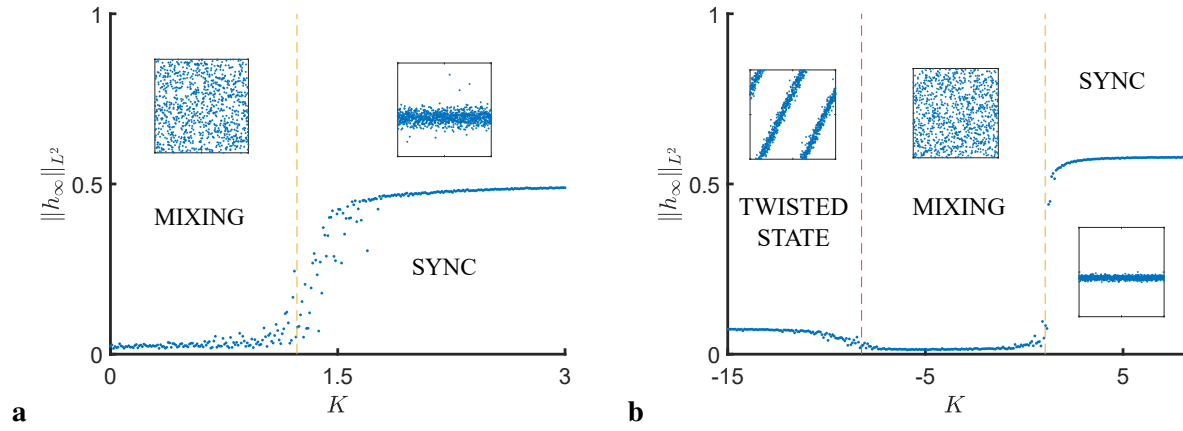 1
0.5
0
||h∞||L²
MIXING
SYNC
0
1.5
3
K
a
1
0.5
0
||h∞||L²
TWISTED
STATE
MIXING
SYNC
-15
-5
5
K
b